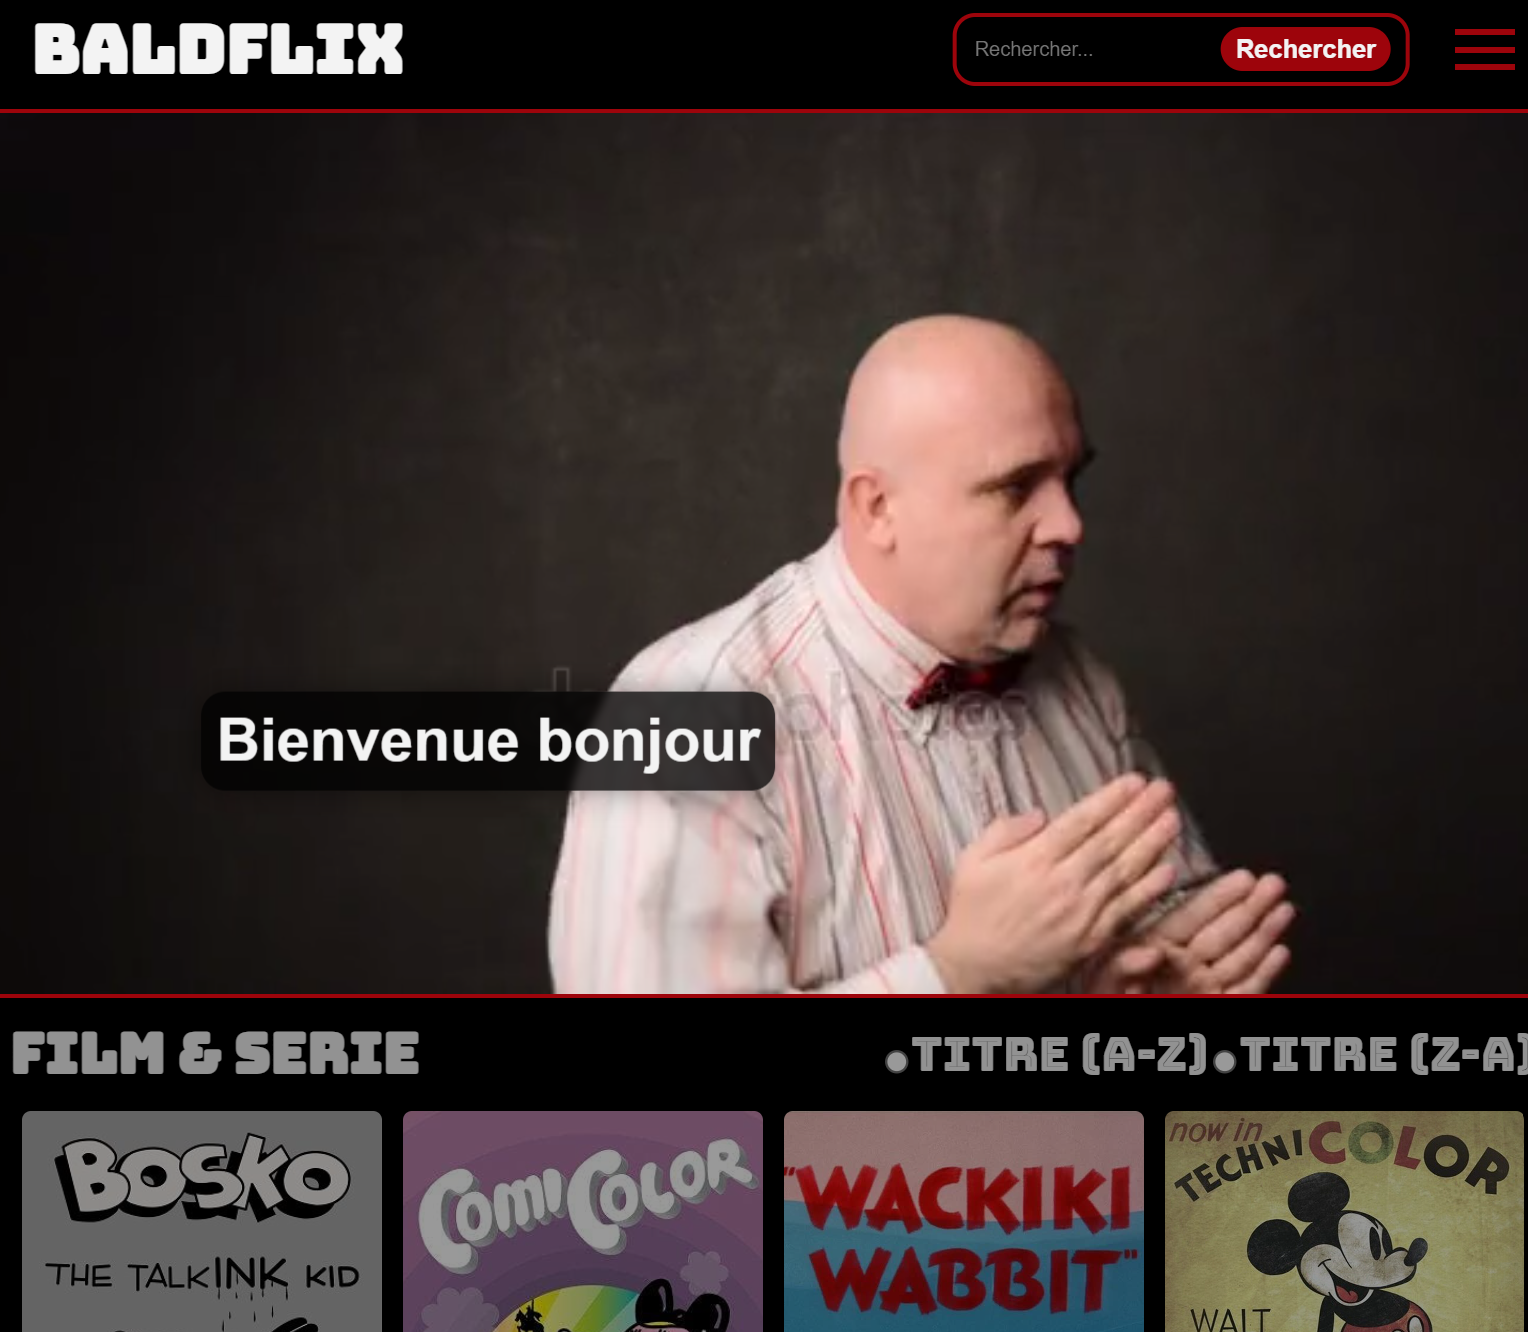 BALDFLIX
Rechercher...
Rechercher
Bienvenue bonjour
FILM & SERIE
TITRE (A-Z)
TITRE (Z-A)
BOSKO
THE TALKINK KID
COMICOLOR
"WACKIKI
WABBIT"
now in
TECHNICOLOR
WALT